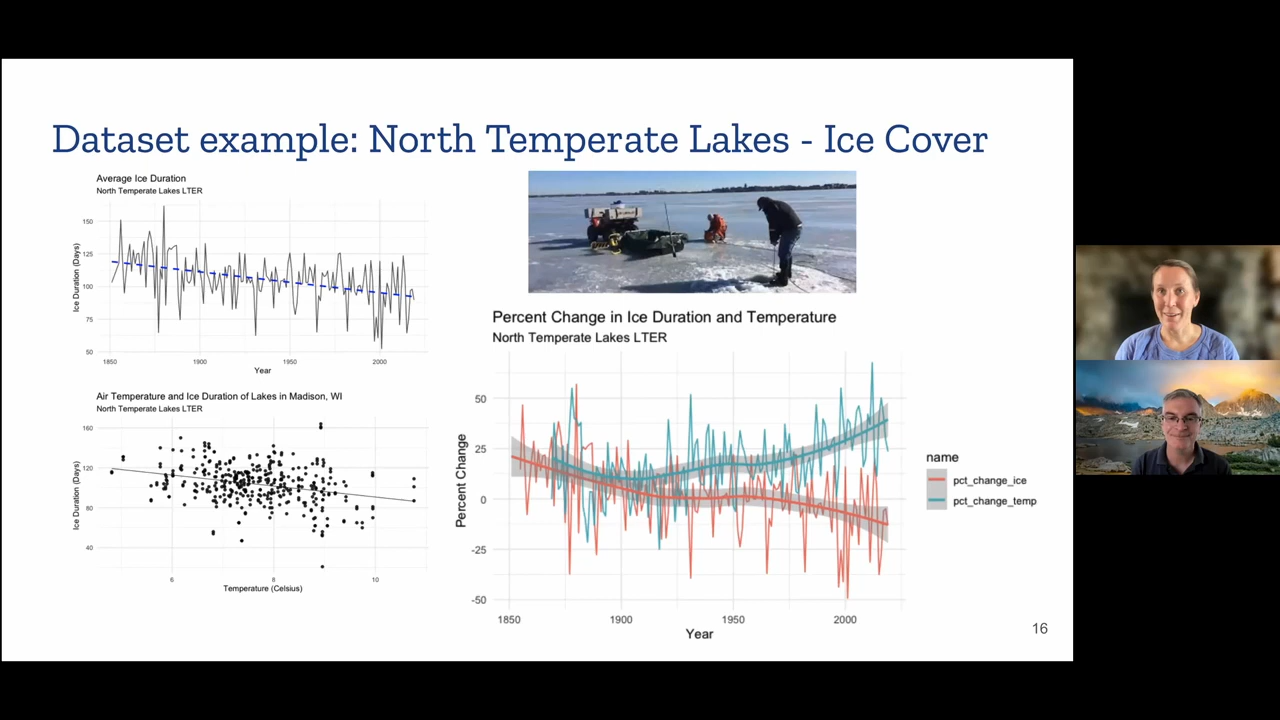 Dataset example: North Temperate Lakes - Ice Cover
Average Ice Duration
North Temperate Lakes LTER
Ice Duration (Days)
150
125
100
75
50
1850
1900
1950
2000
Year
Air Temperature and Ice Duration of Lakes in Madison, WI
North Temperate Lakes LTER
Ice Duration (Days)
160
120
80
40
6
8
10
Temperature (Celsius)
Percent Change in Ice Duration and Temperature
North Temperate Lakes LTER
Percent Change
50
25
0
-25
-50
1850
1900
1950
2000
Year
name
pct_change_ice
pct_change_temp
16